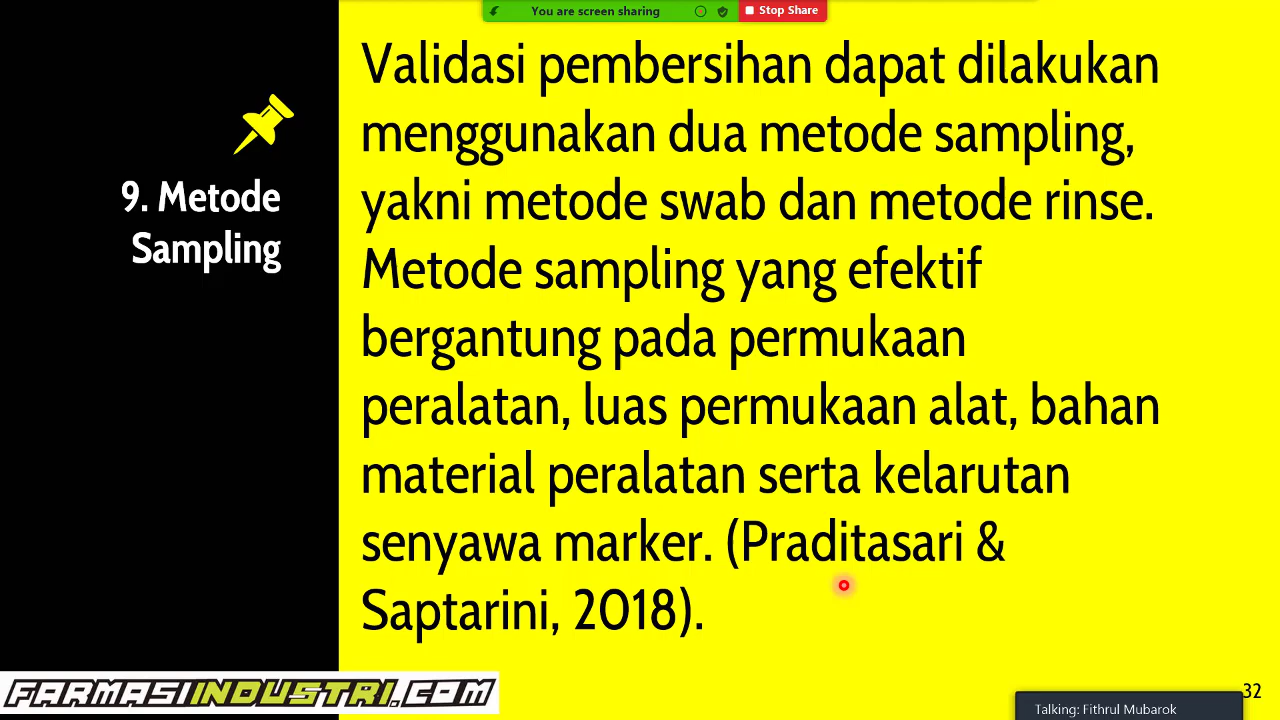 You are screen sharing
Stop Share
9. Metode
Sampling
Validasi pembersihan dapat dilakukan
menggunakan dua metode sampling,
yakni metode swab dan metode rinse.
Metode sampling yang efektif
bergantung pada permukaan
peralatan, luas permukaan alat, bahan
material peralatan serta kelarutan
senyawa marker. (Praditasari &
Saptarini, 2018).
FARMASIINDUSTRI.COM
32
Talking: Fithrul Mubarok